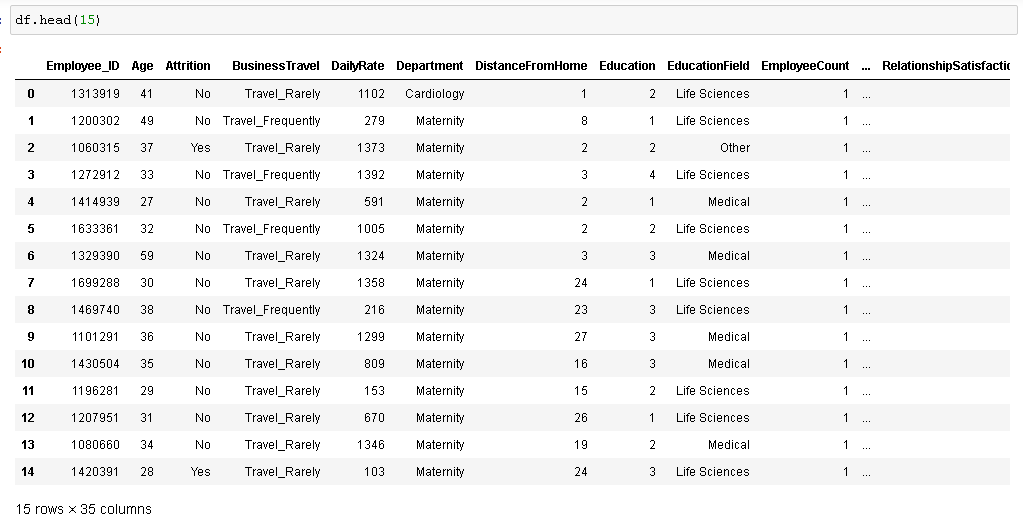 df.head(15)
Employee_ID Age Attrition BusinessTravel DailyRate Department DistanceFromHome Education EducationField EmployeeCount ... RelationshipSatisfactio
0 1313919 41 No Travel_Rarely 1102 Cardiology 1 2 Life Sciences 1 ...
1 1200302 49 No Travel_Frequently 279 Maternity 8 1 Life Sciences 1 ...
2 1060315 37 Yes Travel_Rarely 1373 Maternity 2 2 Other 1 ...
3 1272912 33 No Travel_Frequently 1392 Maternity 3 4 Life Sciences 1 ...
4 1414939 27 No Travel_Rarely 591 Maternity 2 1 Medical 1 ...
5 1633361 32 No Travel_Frequently 1005 Maternity 2 2 Life Sciences 1 ...
6 1329390 59 No Travel_Rarely 1324 Maternity 3 3 Medical 1 ...
7 1699288 30 No Travel_Rarely 1358 Maternity 24 1 Life Sciences 1 ...
8 1469740 38 No Travel_Frequently 216 Maternity 23 3 Life Sciences 1 ...
9 1101291 36 No Travel_Rarely 1299 Maternity 27 3 Medical 1 ...
10 1430504 35 No Travel_Rarely 809 Maternity 16 3 Medical 1 ...
11 1196281 29 No Travel_Rarely 153 Maternity 15 2 Life Sciences 1 ...
12 1207951 31 No Travel_Rarely 670 Maternity 26 1 Life Sciences 1 ...
13 1080660 34 No Travel_Rarely 1346 Maternity 19 2 Medical 1 ...
14 1420391 28 Yes Travel_Rarely 103 Maternity 24 3 Life Sciences 1 ...
15 rows × 35 columns